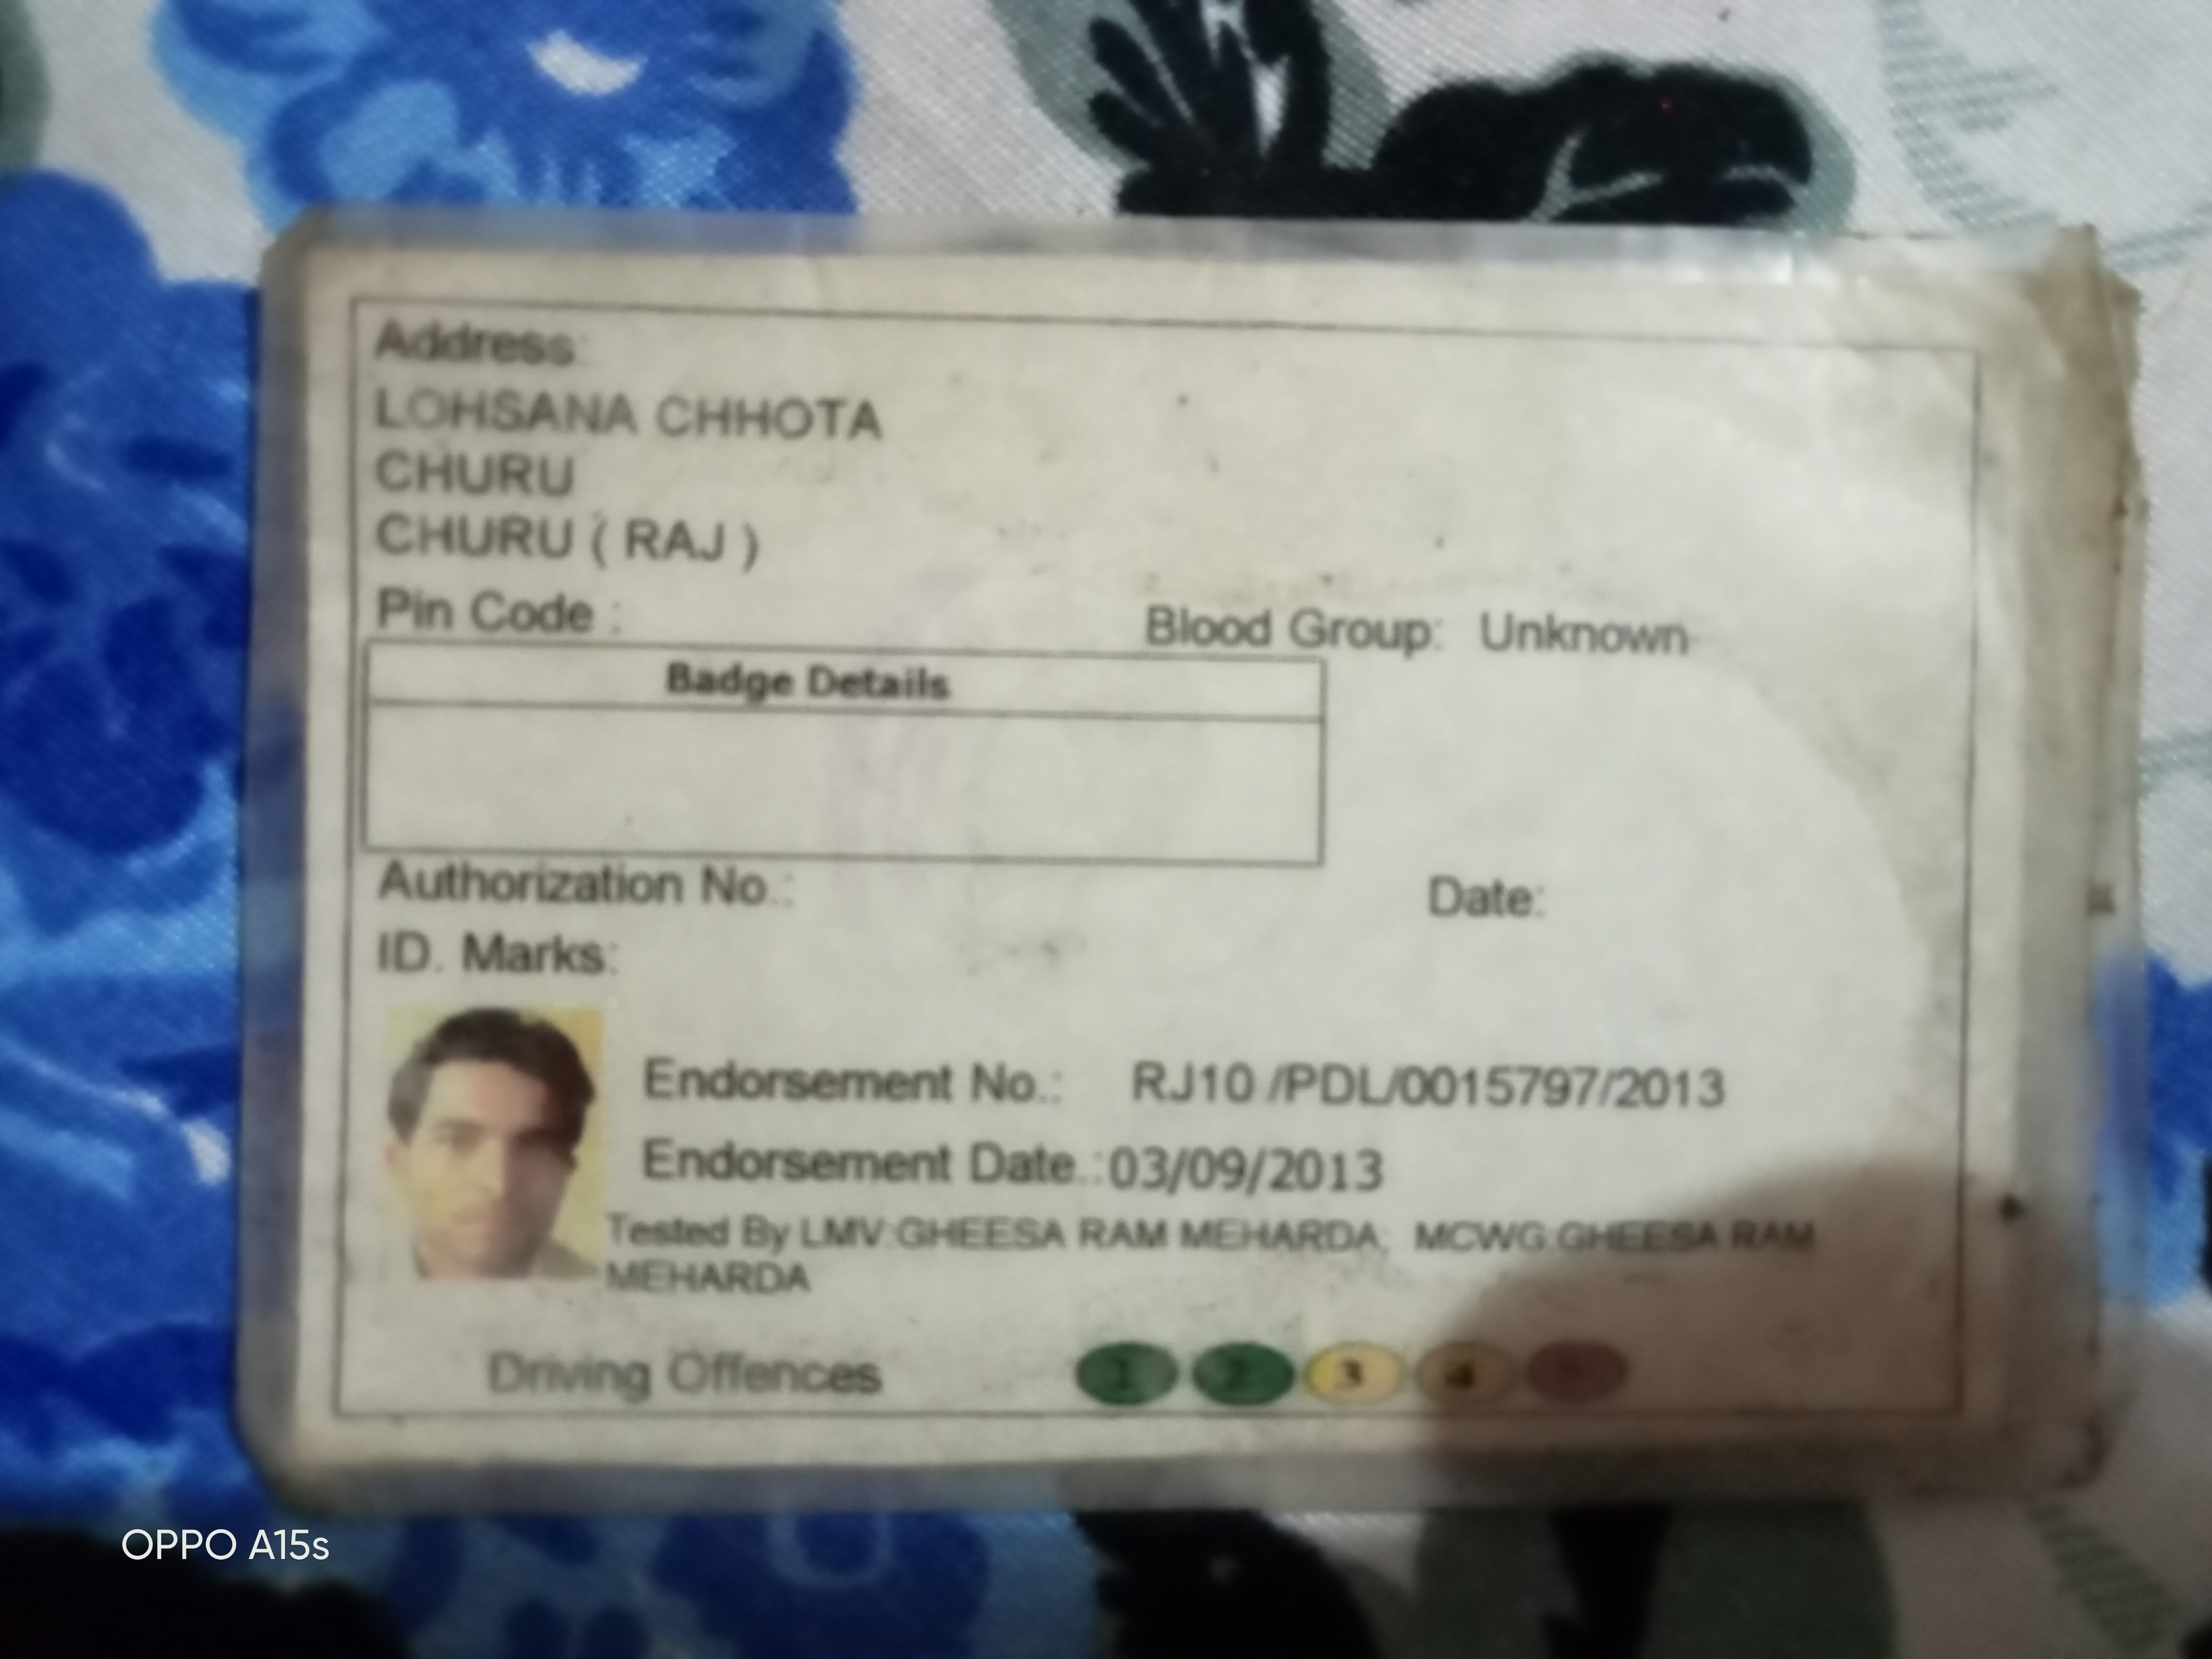 Address:
LOHSANA CHHOTA
CHURU
CHURU ( RAJ )
Pin Code :
Blood Group: Unknown
Badge Details
Authorization No.:
Date:
ID. Marks:
Endorsement No.: RJ10 /PDL/0015797/2013
Endorsement Date.:03/09/2013
Tested By LMV:GHEESA RAM MEHARDA; MCWG:GHEESA RAM
MEHARDA
Driving Offences 1 2 3 4
OPPO A15s